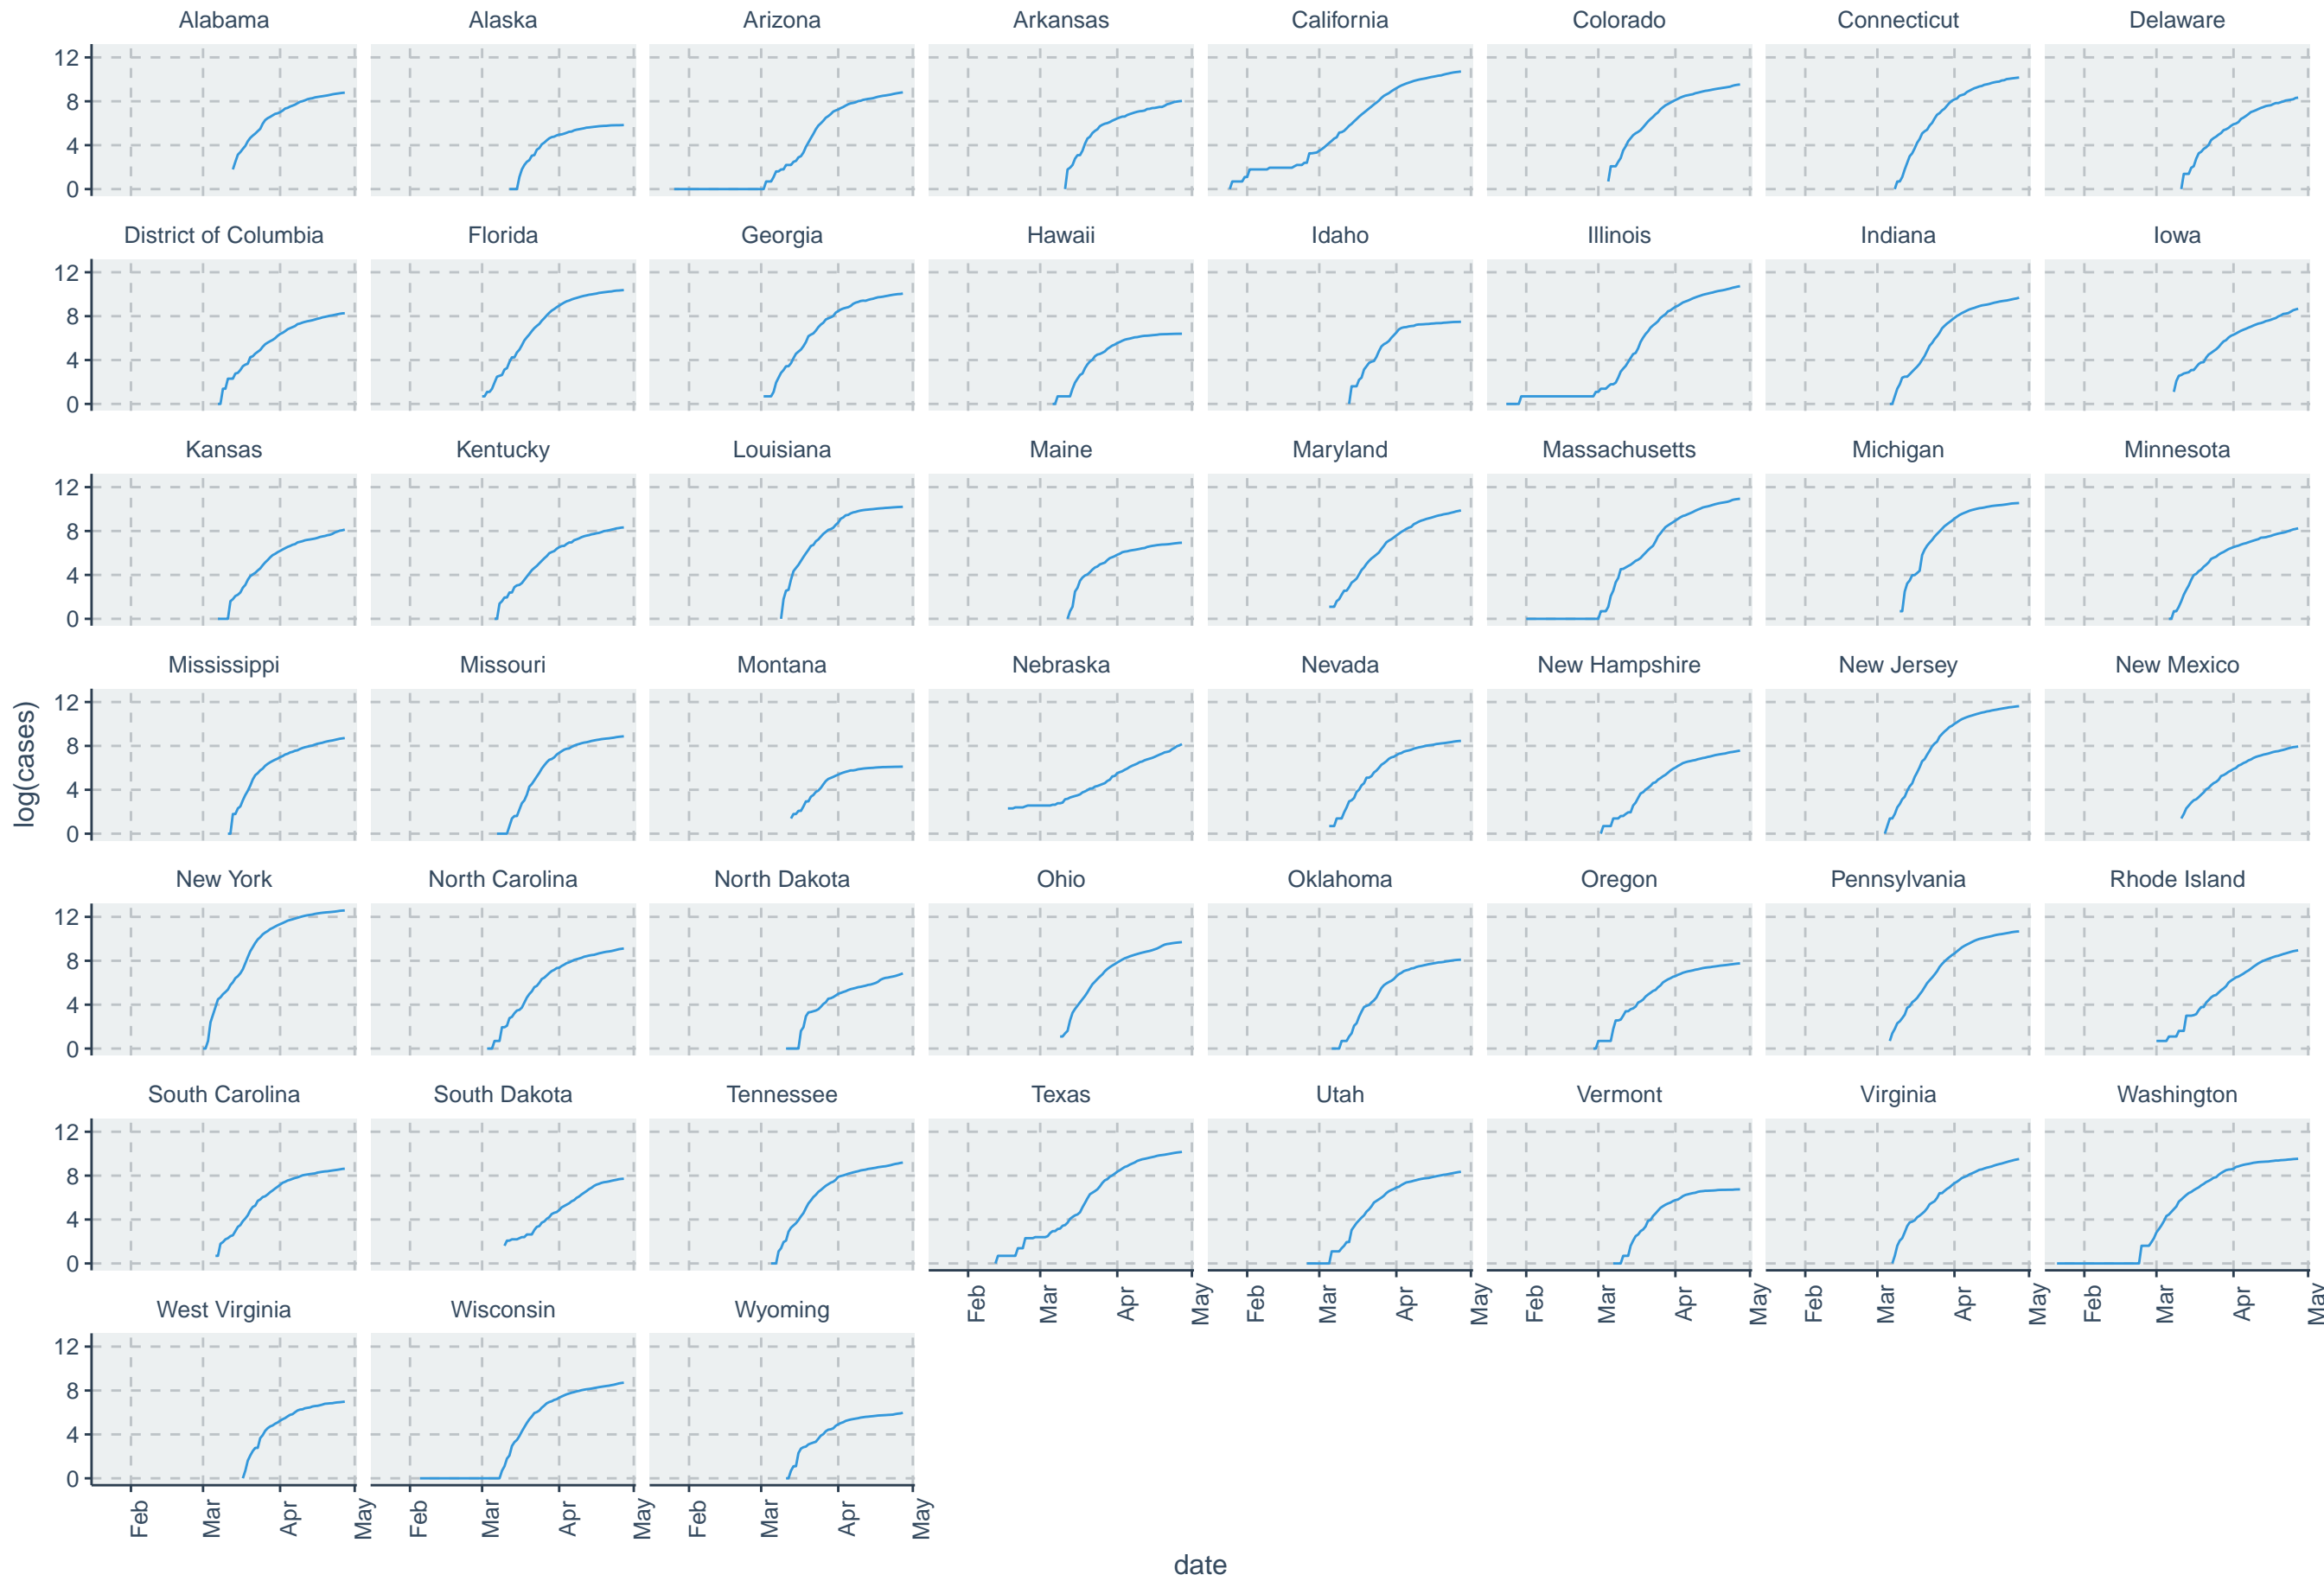 Alabama Alaska Arizona Arkansas California Colorado Connecticut Delaware
12
8
4
0
District of Columbia Florida Georgia Hawaii Idaho Illinois Indiana Iowa
12
8
4
0
Kansas Kentucky Louisiana Maine Maryland Massachusetts Michigan Minnesota
12
8
4
0
Mississippi Missouri Montana Nebraska Nevada New Hampshire New Jersey New Mexico
12
8
4
0
log(cases)
New York North Carolina North Dakota Ohio Oklahoma Oregon Pennsylvania Rhode Island
12
8
4
0
South Carolina South Dakota Tennessee Texas Utah Vermont Virginia Washington
12
8
4
0
Feb Mar Apr May Feb Mar Apr May Feb Mar Apr May Feb Mar Apr May Feb Mar Apr May
West Virginia Wisconsin Wyoming
12
8
4
0
Feb Mar Apr May Feb Mar Apr May Feb Mar Apr May
date